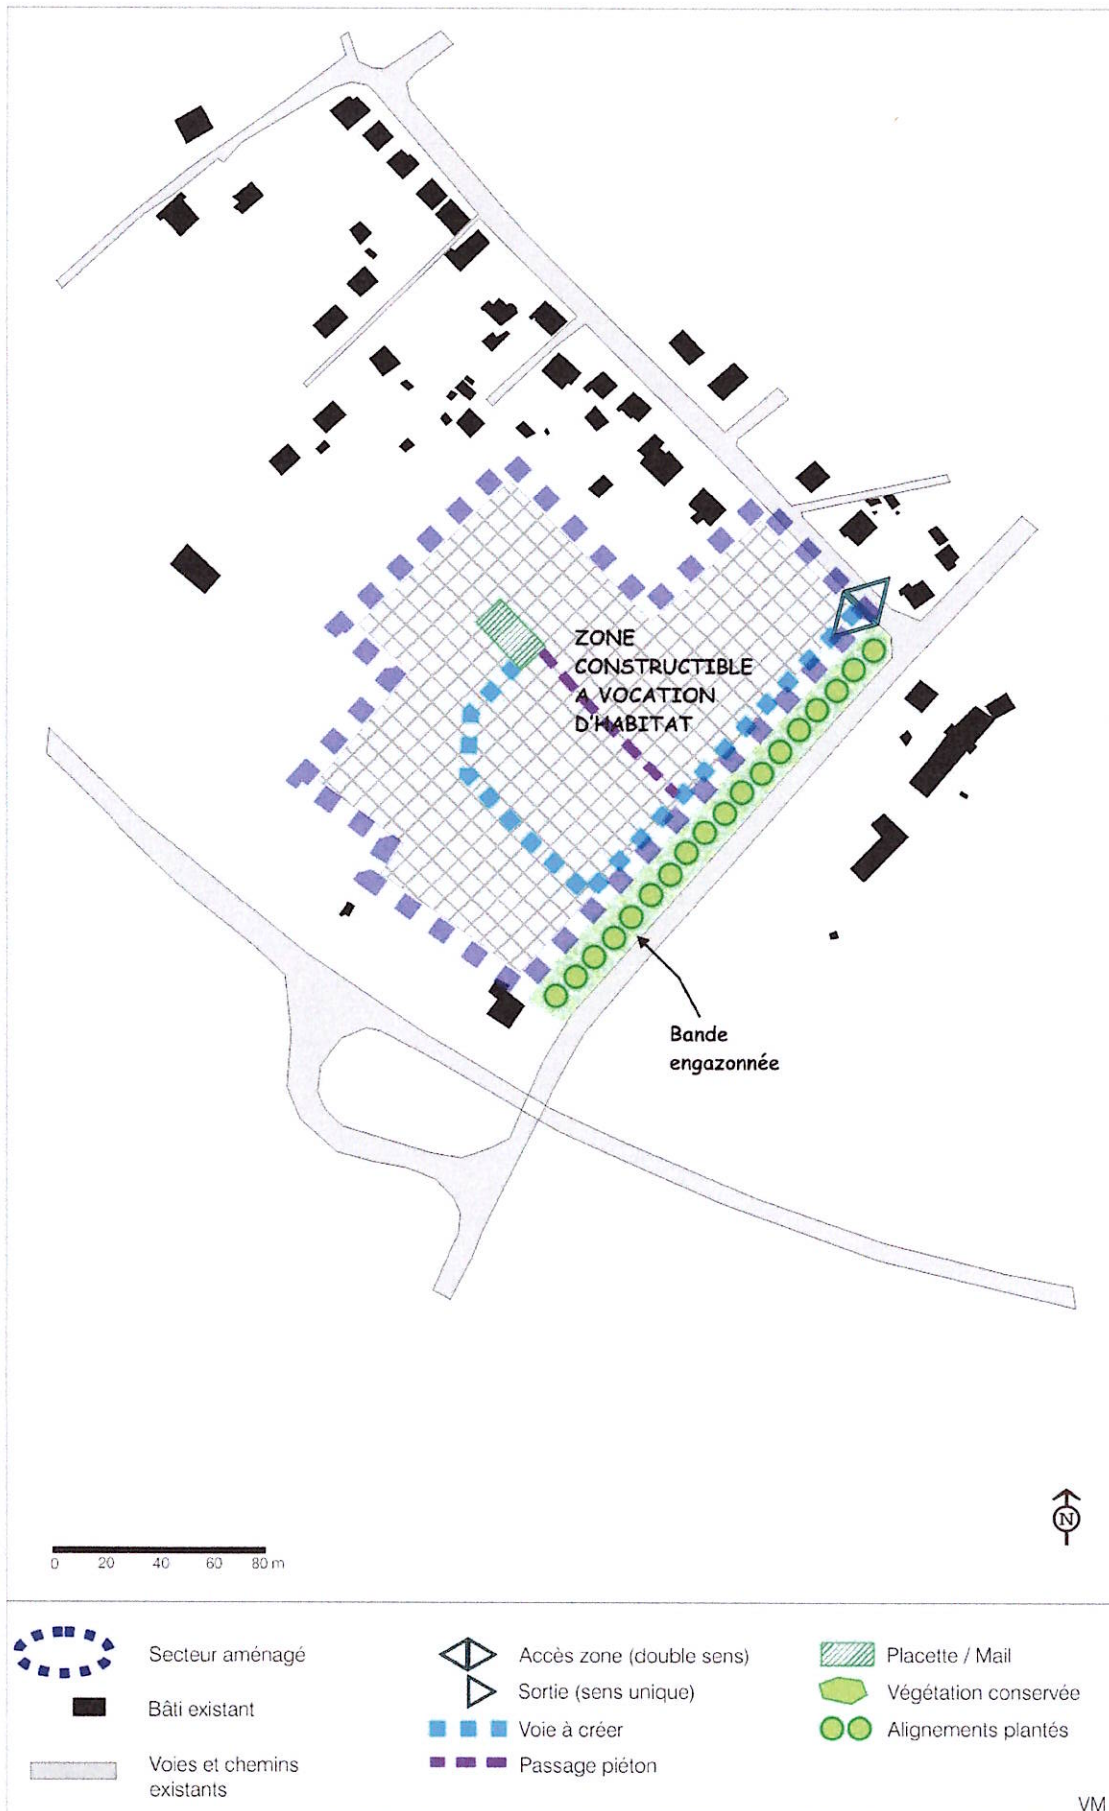 ZONE
CONSTRUCTIBLE
A VOCATION
D'HABITAT
Bande
engazonnée
N
0 20 40 60 80 m
Secteur aménagé
Bâti existant
Voies et chemins
existants
Accès zone (double sens)
Sortie (sens unique)
Voie à créer
Passage piéton
Placette / Mail
Végétation conservée
Alignements plantés
VM